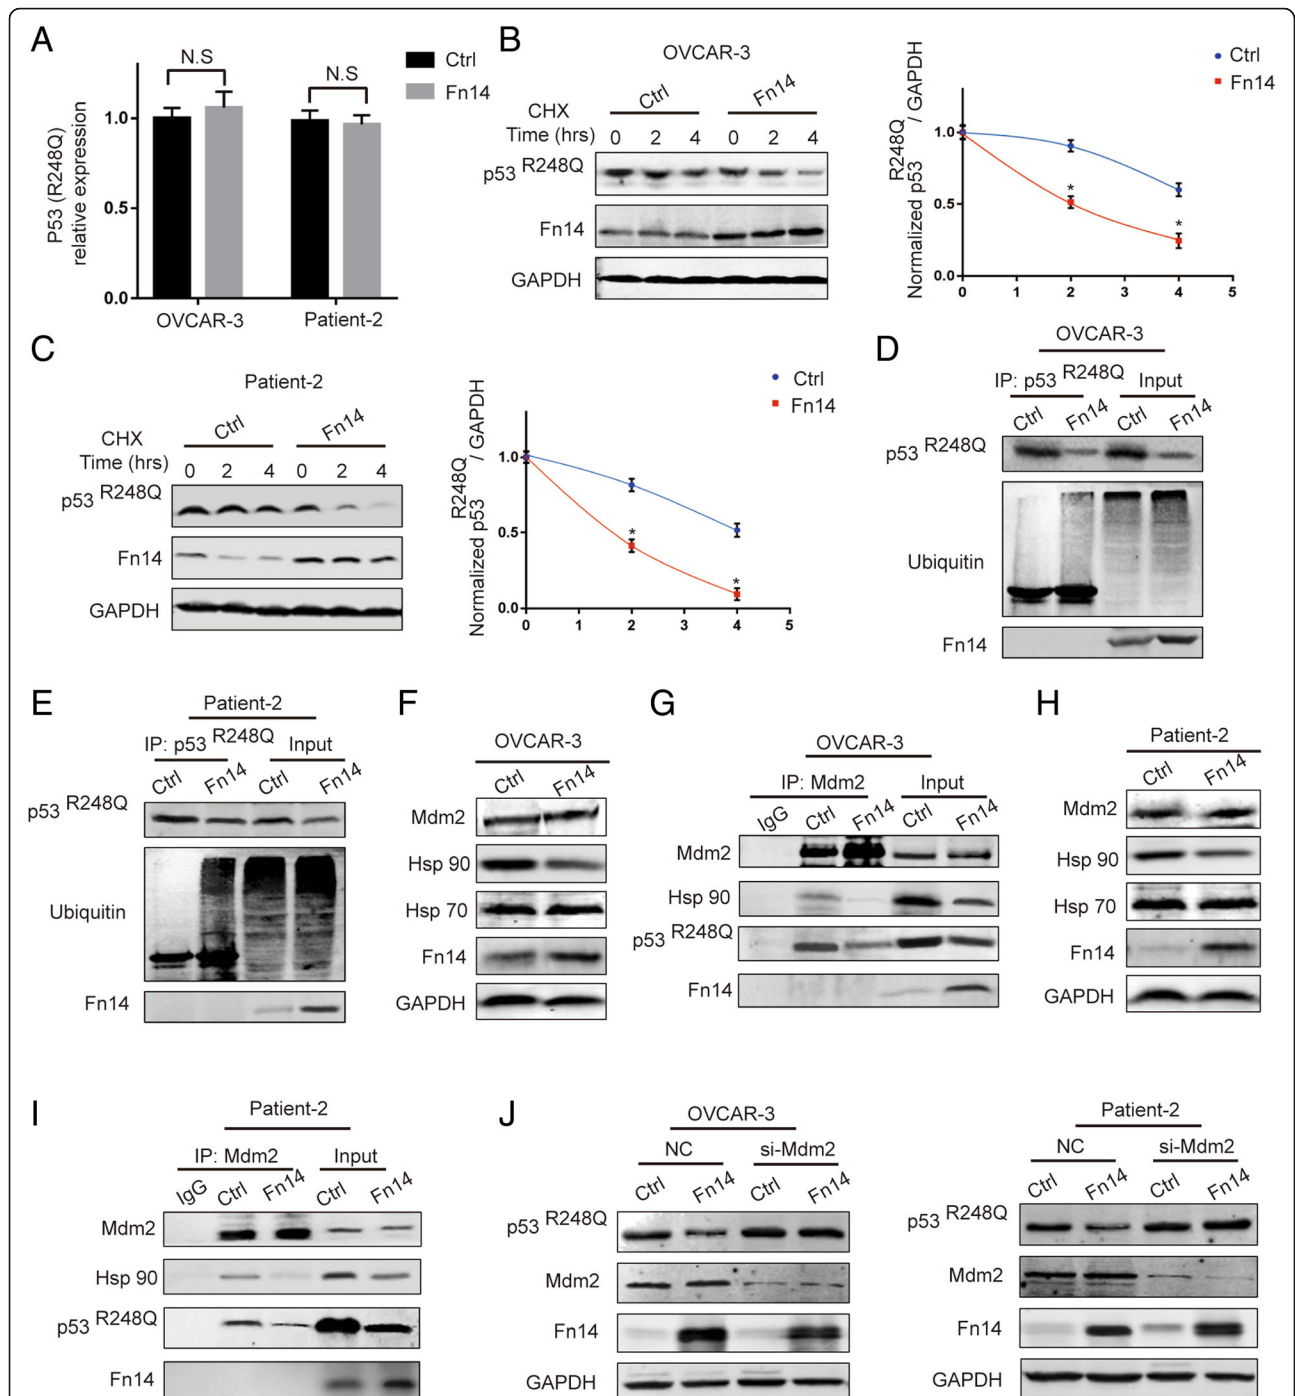 A
N.S
N.S
Ctrl
Fn14
P53 (R248Q)
relative expression
1.0
0.5
0.0
OVCAR-3
Patient-2
B
OVCAR-3
Ctrl
Fn14
CHX
Time (hrs)
0 2 4 0 2 4
p53 R248Q
Fn14
GAPDH
Ctrl
Fn14
Normalized p53 R248Q / GAPDH
1.0
0.5
0.0
*
*
0 1 2 3 4 5
C
Patient-2
Ctrl
Fn14
CHX
Time (hrs)
0 2 4 0 2 4
p53 R248Q
Fn14
GAPDH
Ctrl
Fn14
Normalized p53 R248Q / GAPDH
1.0
0.5
0.0
*
*
0 2 4 5
D
OVCAR-3
IP: p53 R248Q Input
Ctrl Fn14 Ctrl Fn14
p53 R248Q
Ubiquitin
Fn14
E
Patient-2
IP: p53 R248Q Input
Ctrl Fn14 Ctrl Fn14
p53 R248Q
Ubiquitin
Fn14
F
OVCAR-3
Ctrl Fn14
Mdm2
Hsp 90
Hsp 70
Fn14
GAPDH
G
OVCAR-3
IP: Mdm2 Input
IgG Ctrl Fn14 Ctrl Fn14
Mdm2
Hsp 90
p53 R248Q
Fn14
H
Patient-2
Ctrl Fn14
Mdm2
Hsp 90
Hsp 70
Fn14
GAPDH
I
Patient-2
IP: Mdm2 Input
IgG Ctrl Fn14 Ctrl Fn14
Mdm2
Hsp 90
p53 R248Q
Fn14
J
OVCAR-3
NC si-Mdm2
Ctrl Fn14 Ctrl Fn14
p53 R248Q
Mdm2
Fn14
GAPDH
Patient-2
NC si-Mdm2
Ctrl Fn14 Ctrl Fn14
p53 R248Q
Mdm2
Fn14
GAPDH